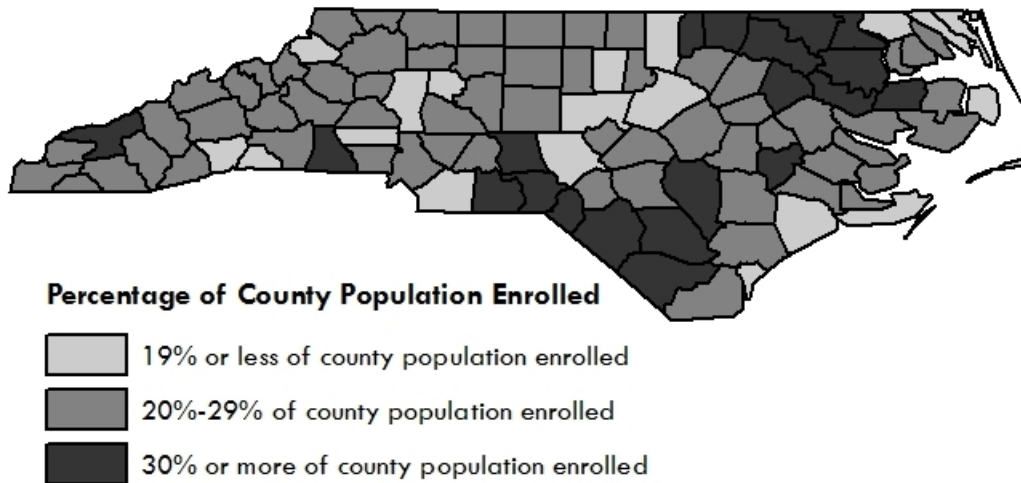 Percentage of County Population Enrolled
19% or less of county population enrolled
20%-29% of county population enrolled
30% or more of county population enrolled